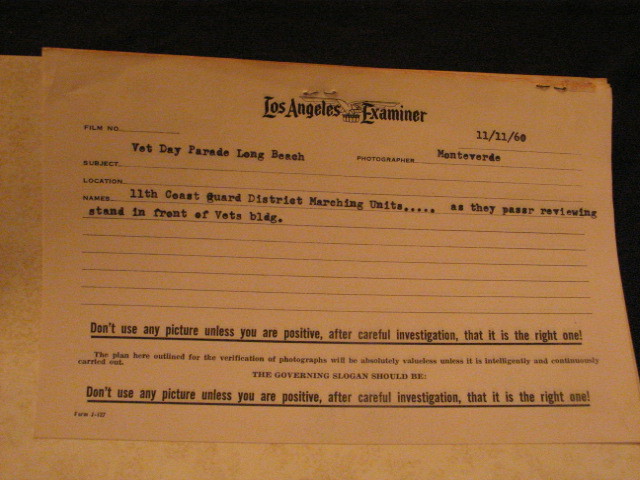 Los Angeles Examiner
11/11/60
FILM NO.
Vet Day Parade Long Beach
PHOTOGRAPHER Monteverde
SUBJECT
LOCATION
NAMES 11th Coast Guard District Marching Units..... as they passr reviewing
stand in front of Vets bldg.
Don't use any picture unless you are positive, after careful investigation, that it is the right one!
The plan here outlined for the verification of photographs will be absolutely valueless unless it is intelligently and continuously
carried out.
THE GOVERNING SLOGAN SHOULD BE:
Don't use any picture unless you are positive, after careful investigation, that it is the right one!
Form J-157